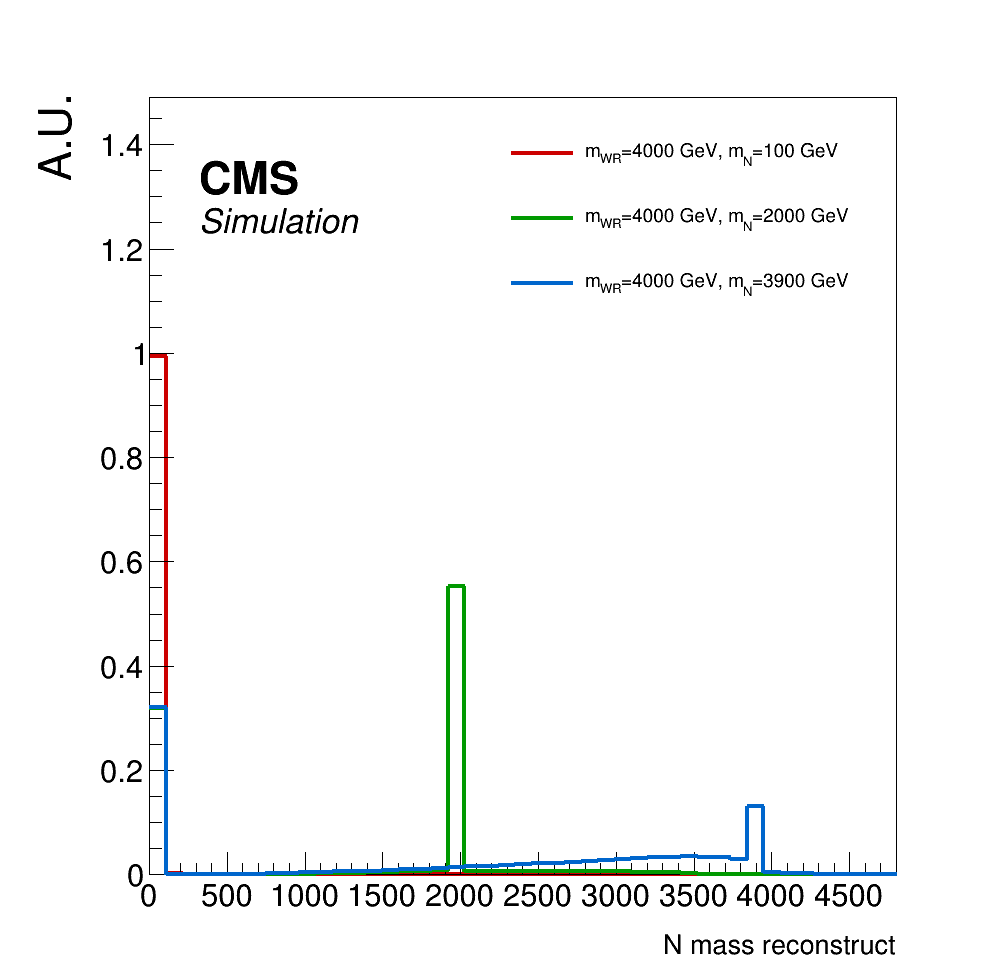 A.U.
CMS
Simulation
m_WR=4000 GeV, m_N=100 GeV
m_WR=4000 GeV, m_N=2000 GeV
m_WR=4000 GeV, m_N=3900 GeV
1.4
1.2
1
0.8
0.6
0.4
0.2
0
0 500 1000 1500 2000 2500 3000 3500 4000 4500
N mass reconstruct